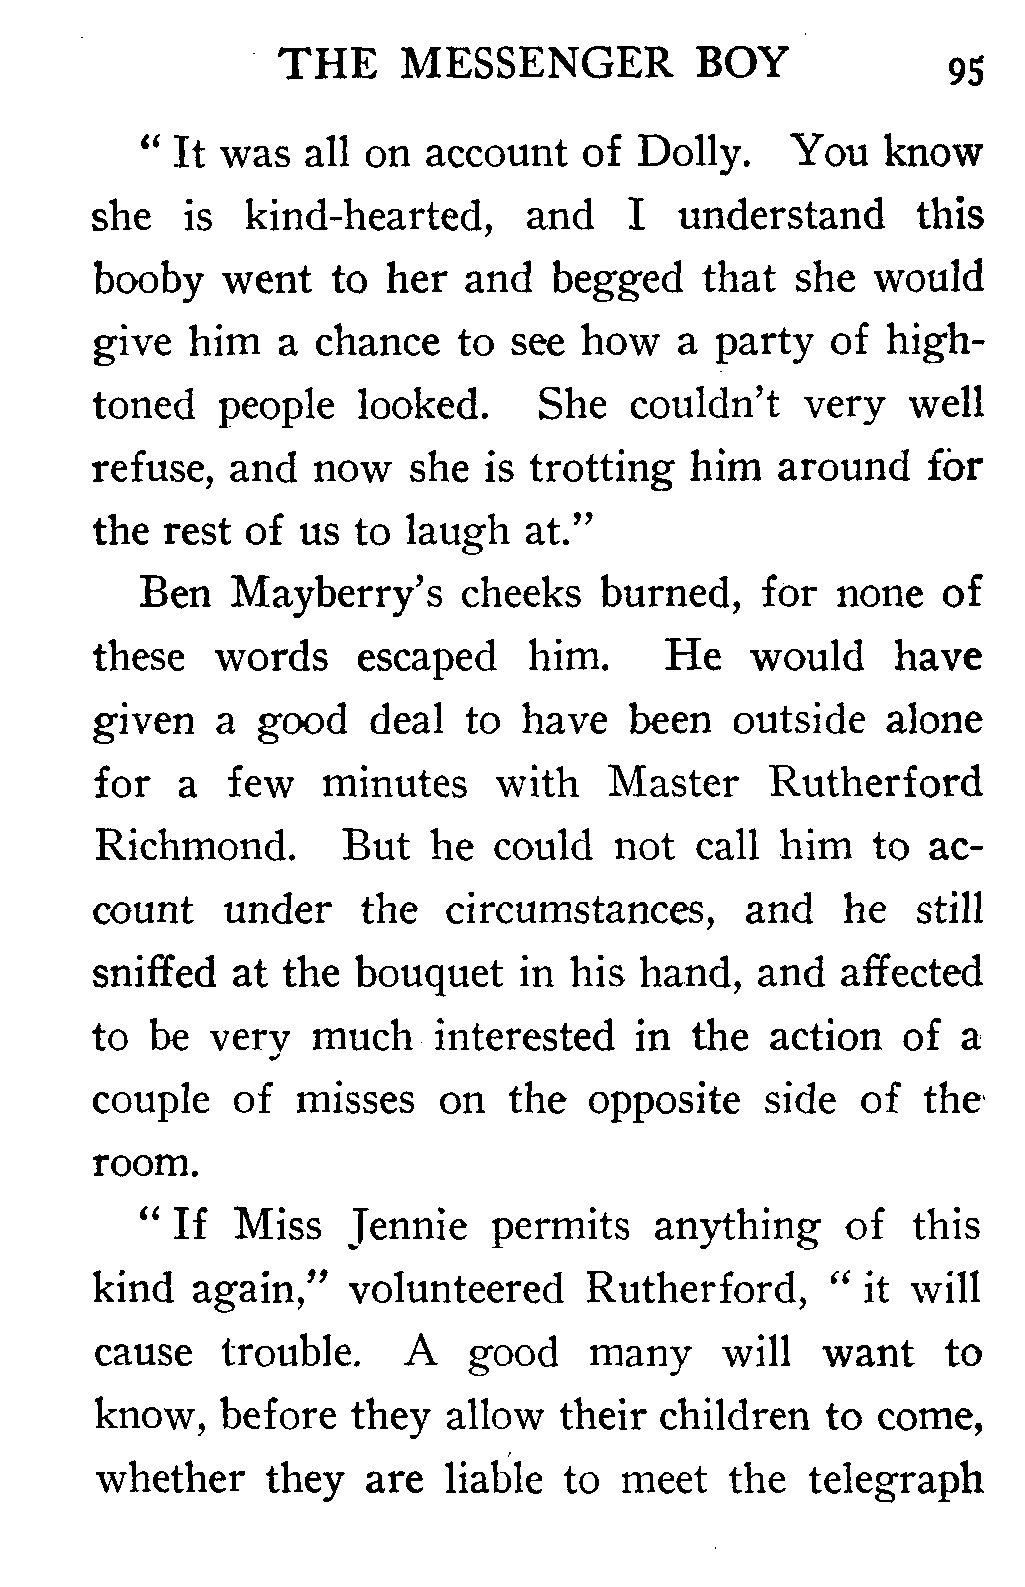 THE MESSENGER BOY 95
“ It was all on account of Dolly. You know
she is kind-hearted, and I understand this
booby went to her and begged that she would
give him a chance to see how a party of high-
toned people looked. She couldn’t very well
refuse, and now she is trotting him around for
the rest of us to laugh at.”
Ben Mayberry’s cheeks burned, for none of
these words escaped him. He would have
given a good deal to have been outside alone
for a few minutes with Master Rutherford
Richmond. But he could not call him to ac-
count under the circumstances, and he still
sniffed at the bouquet in his hand, and affected
to be very much interested in the action of a
couple of misses on the opposite side of the
room.
“ If Miss Jennie permits anything of this
kind again,” volunteered Rutherford, “ it will
cause trouble. A good many will want to
know, before they allow their children to come,
whether they are liable to meet the telegraph